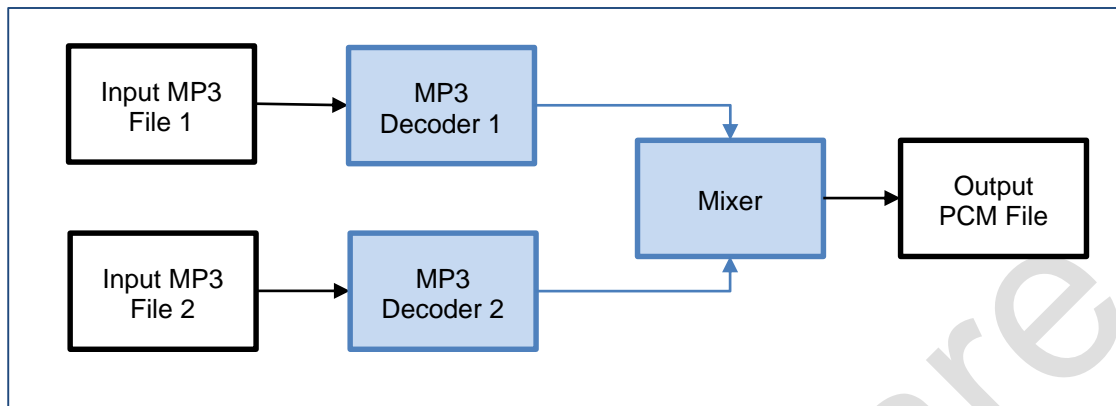 Input MP3
File 1
MP3
Decoder 1
Mixer
Output
PCM File
Input MP3
File 2
MP3
Decoder 2